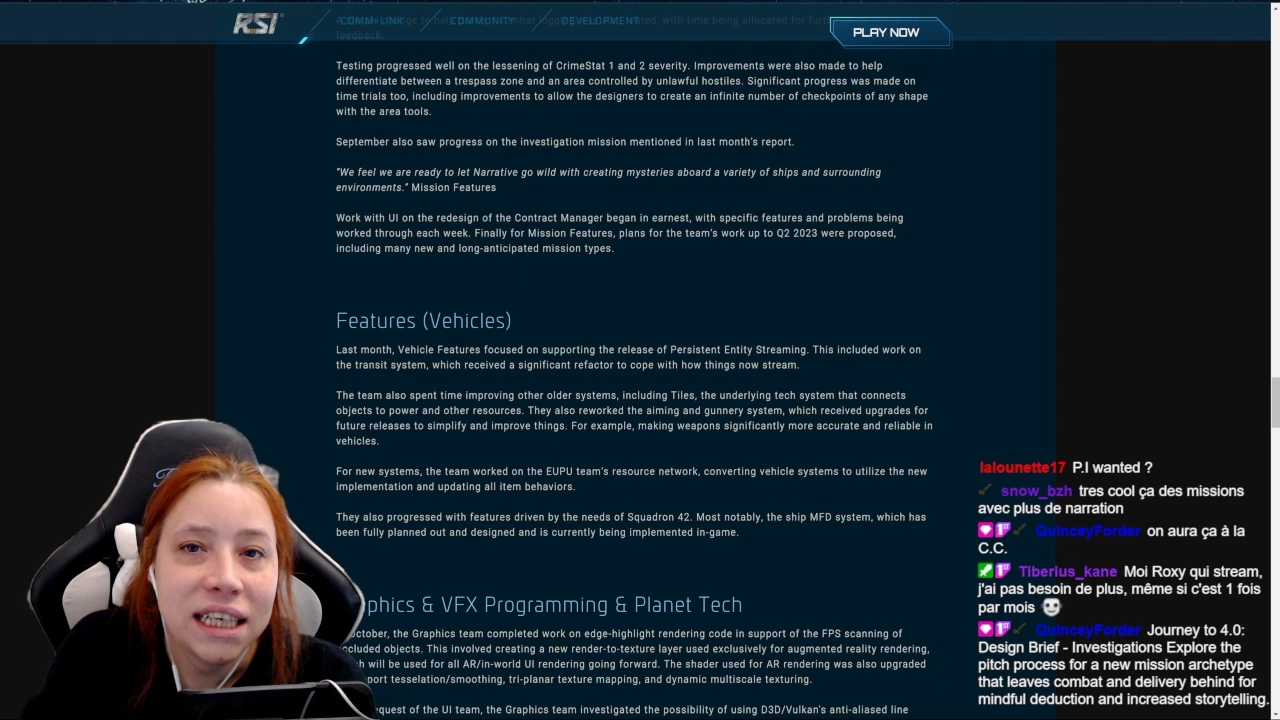 RSI
COMM-LINK
COMMUNITY
DEVELOPMENT
PLAY NOW
feedback.
Testing progressed well on the lessening of CrimeStat 1 and 2 severity. Improvements were also made to help
differentiate between a trespass zone and an area controlled by unlawful hostiles. Significant progress was made on
time trials too, including improvements to allow the designers to create an infinite number of checkpoints of any shape
with the area tools.
September also saw progress on the investigation mission mentioned in last month's report.
"We feel we are ready to let Narrative go wild with creating mysteries aboard a variety of ships and surrounding
environments." Mission Features
Work with UI on the redesign of the Contract Manager began in earnest, with specific features and problems being
worked through each week. Finally for Mission Features, plans for the team's work up to Q2 2023 were proposed,
including many new and long-anticipated mission types.
Features (Vehicles)
Last month, Vehicle Features focused on supporting the release of Persistent Entity Streaming. This included work on
the transit system, which received a significant refactor to cope with how things now stream.
The team also spent time improving other older systems, including Tiles, the underlying tech system that connects
objects to power and other resources. They also reworked the aiming and gunnery system, which received upgrades for
future releases to simplify and improve things. For example, making weapons significantly more accurate and reliable in
vehicles.
For new systems, the team worked on the EUPU team's resource network, converting vehicle systems to utilize the new
implementation and updating all item behaviors.
They also progressed with features driven by the needs of Squadron 42. Most notably, the ship MFD system, which has
been fully planned out and designed and is currently being implemented in-game.
phics & VFX Programming & Planet Tech
October, the Graphics team completed work on edge-highlight rendering code in support of the FPS scanning of
ccluded objects. This involved creating a new render-to-texture layer used exclusively for augmented reality rendering,
h will be used for all AR/in-world UI rendering going forward. The shader used for AR rendering was also upgraded
port tesselation/smoothing, tri-planar texture mapping, and dynamic multiscale texturing.
equest of the UI team, the Graphics team investigated the possibility of using D3D/Vulkan's anti-aliased line
lalounette17 P.I wanted ?
snow_bzh tres cool ça des missions
avec plus de narration
QuinceyForder on aura ça à la
C.C.
Tiberius_kane Moi Roxy qui stream,
j'ai pas besoin de plus, même si c'est 1 fois
par mois
QuinceyForder Journey to 4.0:
Design Brief - Investigations Explore the
pitch process for a new mission archetype
that leaves combat and delivery behind for
mindful deduction and increased storytelling.